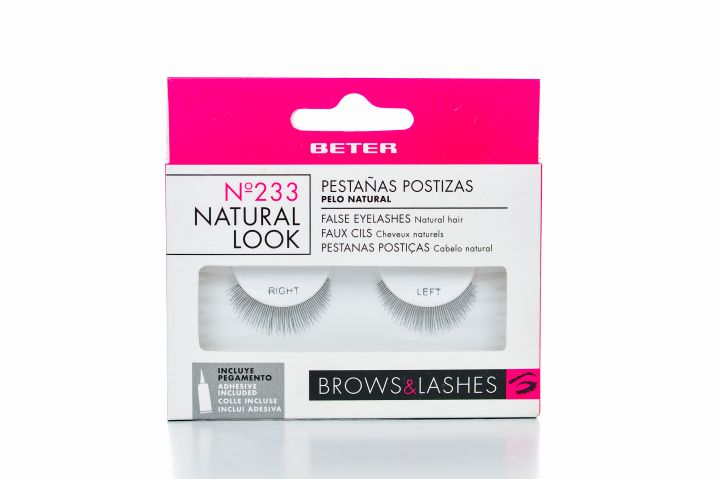 BETER
Nº233
NATURAL
LOOK
PESTAÑAS POSTIZAS
PELO NATURAL
FALSE EYELASHES Natural hair
FAUX CILS Cheveux naturels
PESTANAS POSTIÇAS Cabelo natural
RIGHT
LEFT
INCLUYE
PEGAMENTO
ADHESIVE
INCLUDED
COLLE INCLUSE
INCLUI ADESIVA
BROWS&LASHES